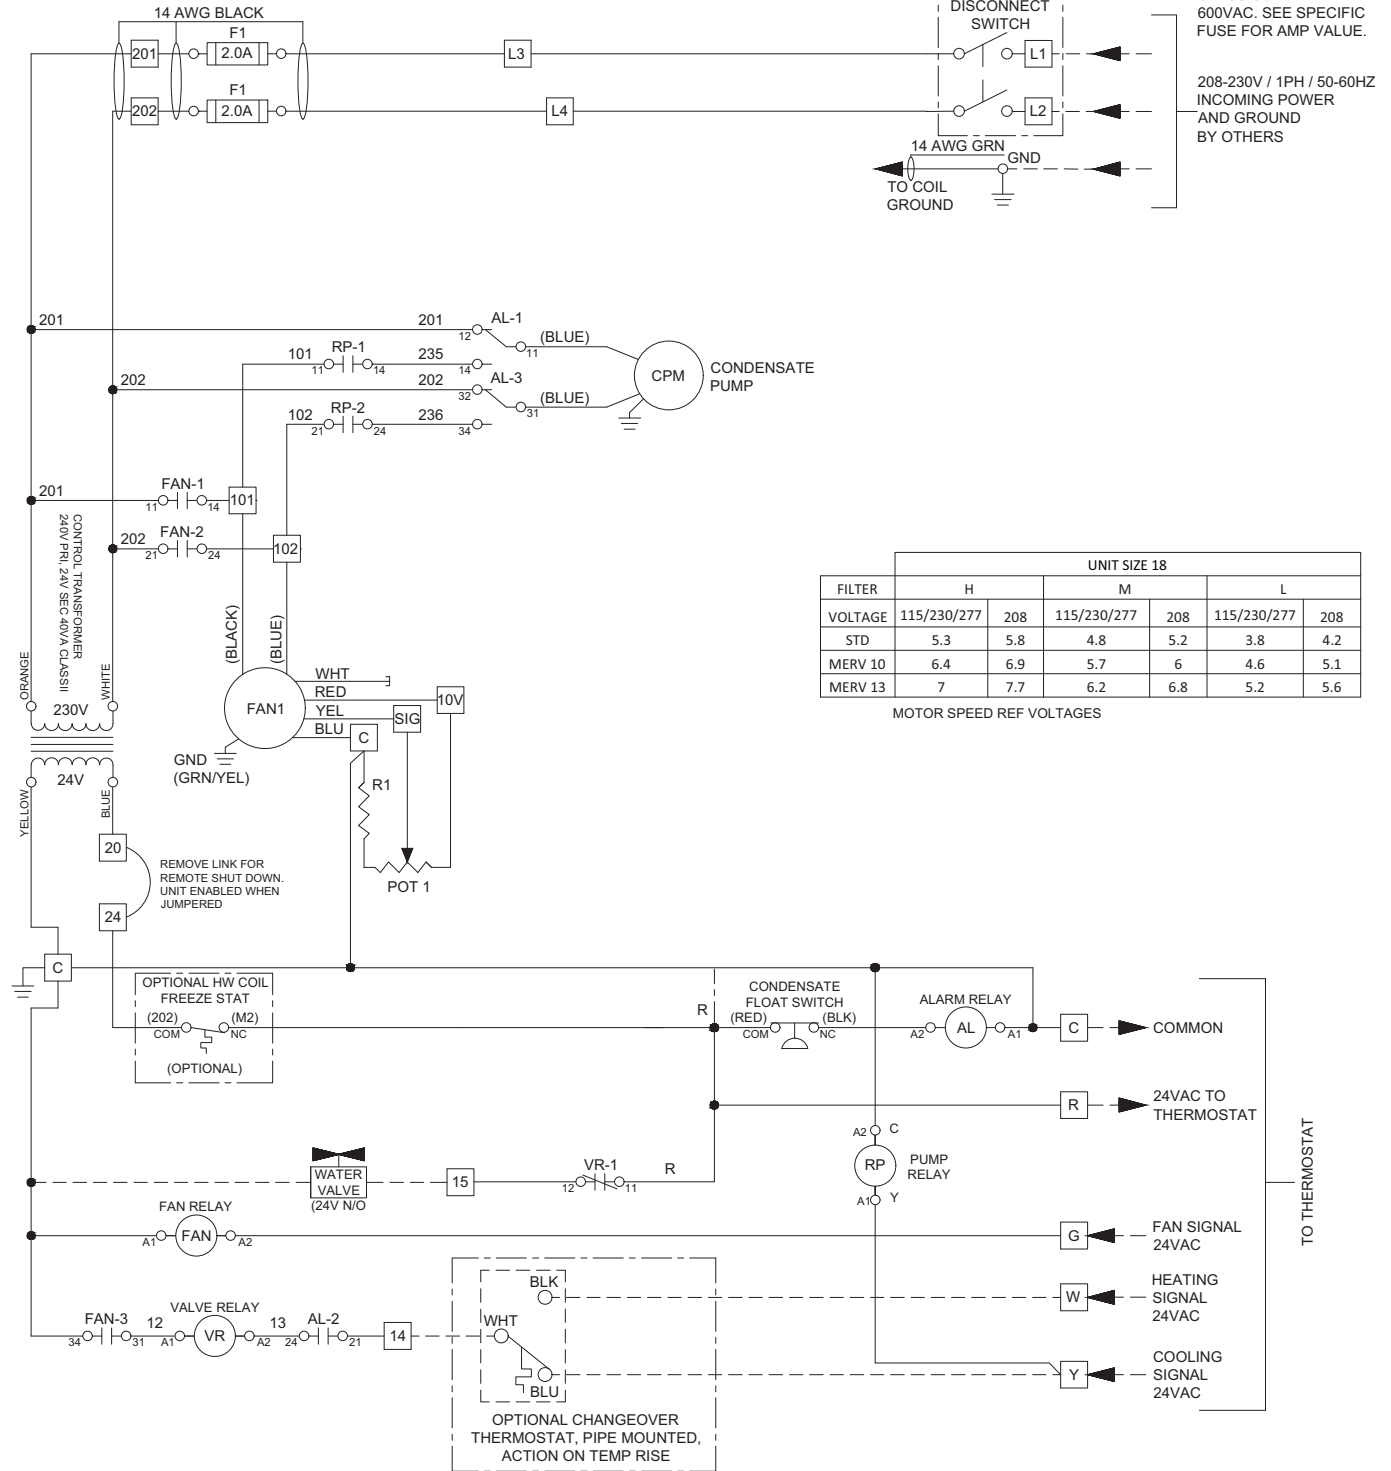 14 AWG BLACK
F1
201
2.0A
F1
202
2.0A
L3
L4
DISCONNECT
SWITCH
L1
L2
600VAC. SEE SPECIFIC
FUSE FOR AMP VALUE.
208-230V / 1PH / 50-60HZ
INCOMING POWER
AND GROUND
BY OTHERS
14 AWG GRN
GND
TO COIL
GROUND
201
201
12
AL-1
11
(BLUE)
101
RP-1
11
14
235
14
202
202
32
AL-3
31
(BLUE)
102
RP-2
21
24
236
34
CPM
CONDENSATE
PUMP
201
FAN-1
11
14
101
202
FAN-2
21
24
102
CONTROL TRANSFORMER
240V PRI, 24V SEC 40VA CLASSII
(BLACK)
(BLUE)
ORANGE
WHITE
230V
24V
YELLOW
BLUE
FAN1
WHT
RED
YEL
BLU
10V
SIG
C
GND
(GRN/YEL)
R1
POT 1
UNIT SIZE 18
FILTER H M L
VOLTAGE 115/230/277 208 115/230/277 208 115/230/277 208
STD 5.3 5.8 4.8 5.2 3.8 4.2
MERV 10 6.4 6.9 5.7 6 4.6 5.1
MERV 13 7 7.7 6.2 6.8 5.2 5.6
MOTOR SPEED REF VOLTAGES
20
24
REMOVE LINK FOR
REMOTE SHUT DOWN.
UNIT ENABLED WHEN
JUMPERED
C
OPTIONAL HW COIL
FREEZE STAT
(202)
(M2)
COM
NC
(OPTIONAL)
R
CONDENSATE
FLOAT SWITCH
(RED)
(BLK)
COM
NC
ALARM RELAY
A2
AL
A1
C
COMMON
R
24VAC TO
THERMOSTAT
A2
C
RP
PUMP
RELAY
A1
Y
WATER
VALVE
(24V N/O
15
VR-1
12
11
R
FAN RELAY
A1
FAN
A2
G
FAN SIGNAL
24VAC
TO THERMOSTAT
W
HEATING
SIGNAL
24VAC
FAN-3
34
31
12
VALVE RELAY
A1
VR
A2
13
AL-2
24
21
14
BLK
WHT
BLU
OPTIONAL CHANGEOVER
THERMOSTAT, PIPE MOUNTED,
ACTION ON TEMP RISE
Y
COOLING
SIGNAL
24VAC